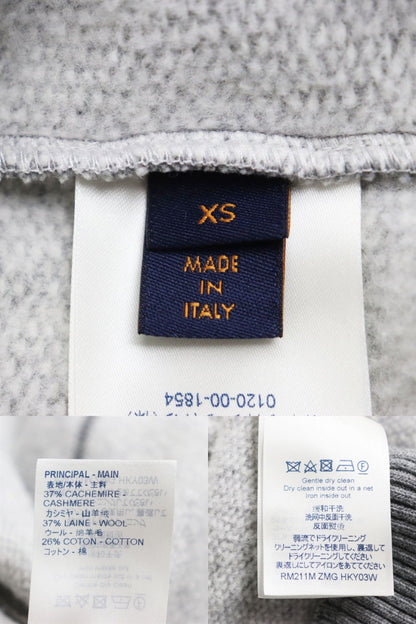 XS
MADE
IN
ITALY
0120-00-1854
PRINCIPAL - MAIN
表地/本体・主料
37% CACHEMIRE -
CASHMERE
カシミヤ - 山羊绒
37% LAINE - WOOL
ウール - 绵羊毛
26% COTON - COTTON
コットン - 棉
Gentle dry clean
Dry clean inside out in a net
Iron inside out
缓和干洗
洗网中反面干洗
反面熨烫
弱流でドライクリーニング
クリーニングネットを使用し、裏返して
ドライクリーニングしてください
裏返しにしてアイロンをあててください
RM211M ZMG HKY03W